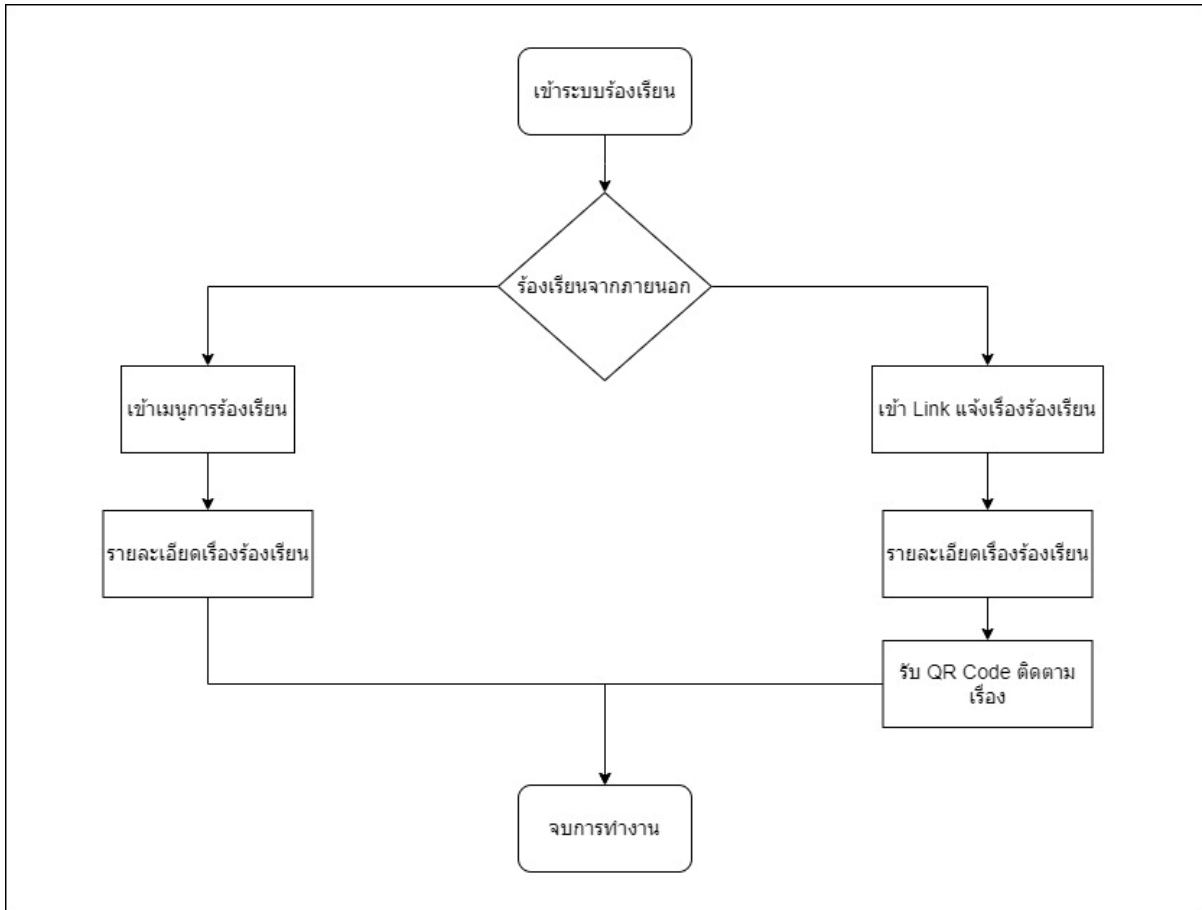 เข้าระบบร้องเรียน
ร้องเรียนจากภายนอก
เข้าเมนูการร้องเรียน
เข้า Link แจ้งเรื่องร้องเรียน
รายละเอียดเรื่องร้องเรียน
รายละเอียดเรื่องร้องเรียน
รับ QR Code ติดตาม
เรื่อง
จบการทำงาน